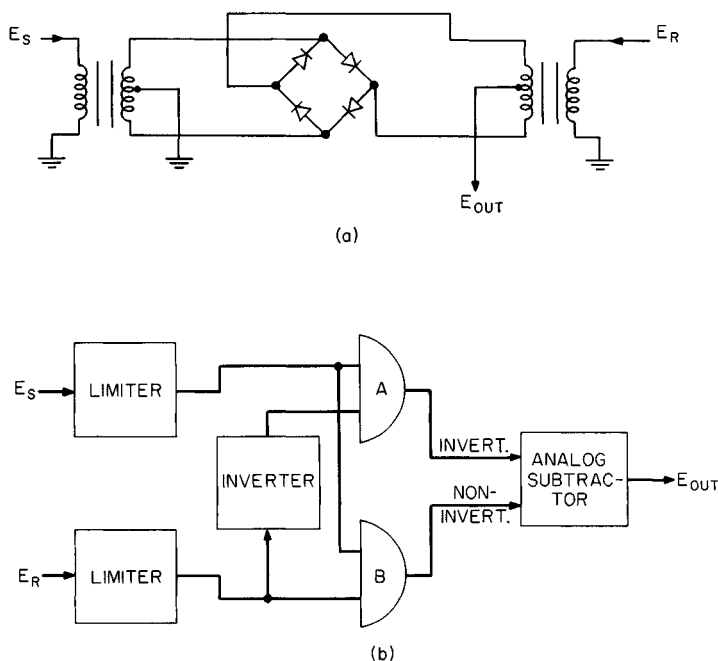 E_S
E_R
E_OUT
(a)
E_S
LIMITER
A
INVERTER
INVERT.
NON-
INVERT.
ANALOG
SUBTRAC-
TOR
E_OUT
E_R
LIMITER
B
(b)